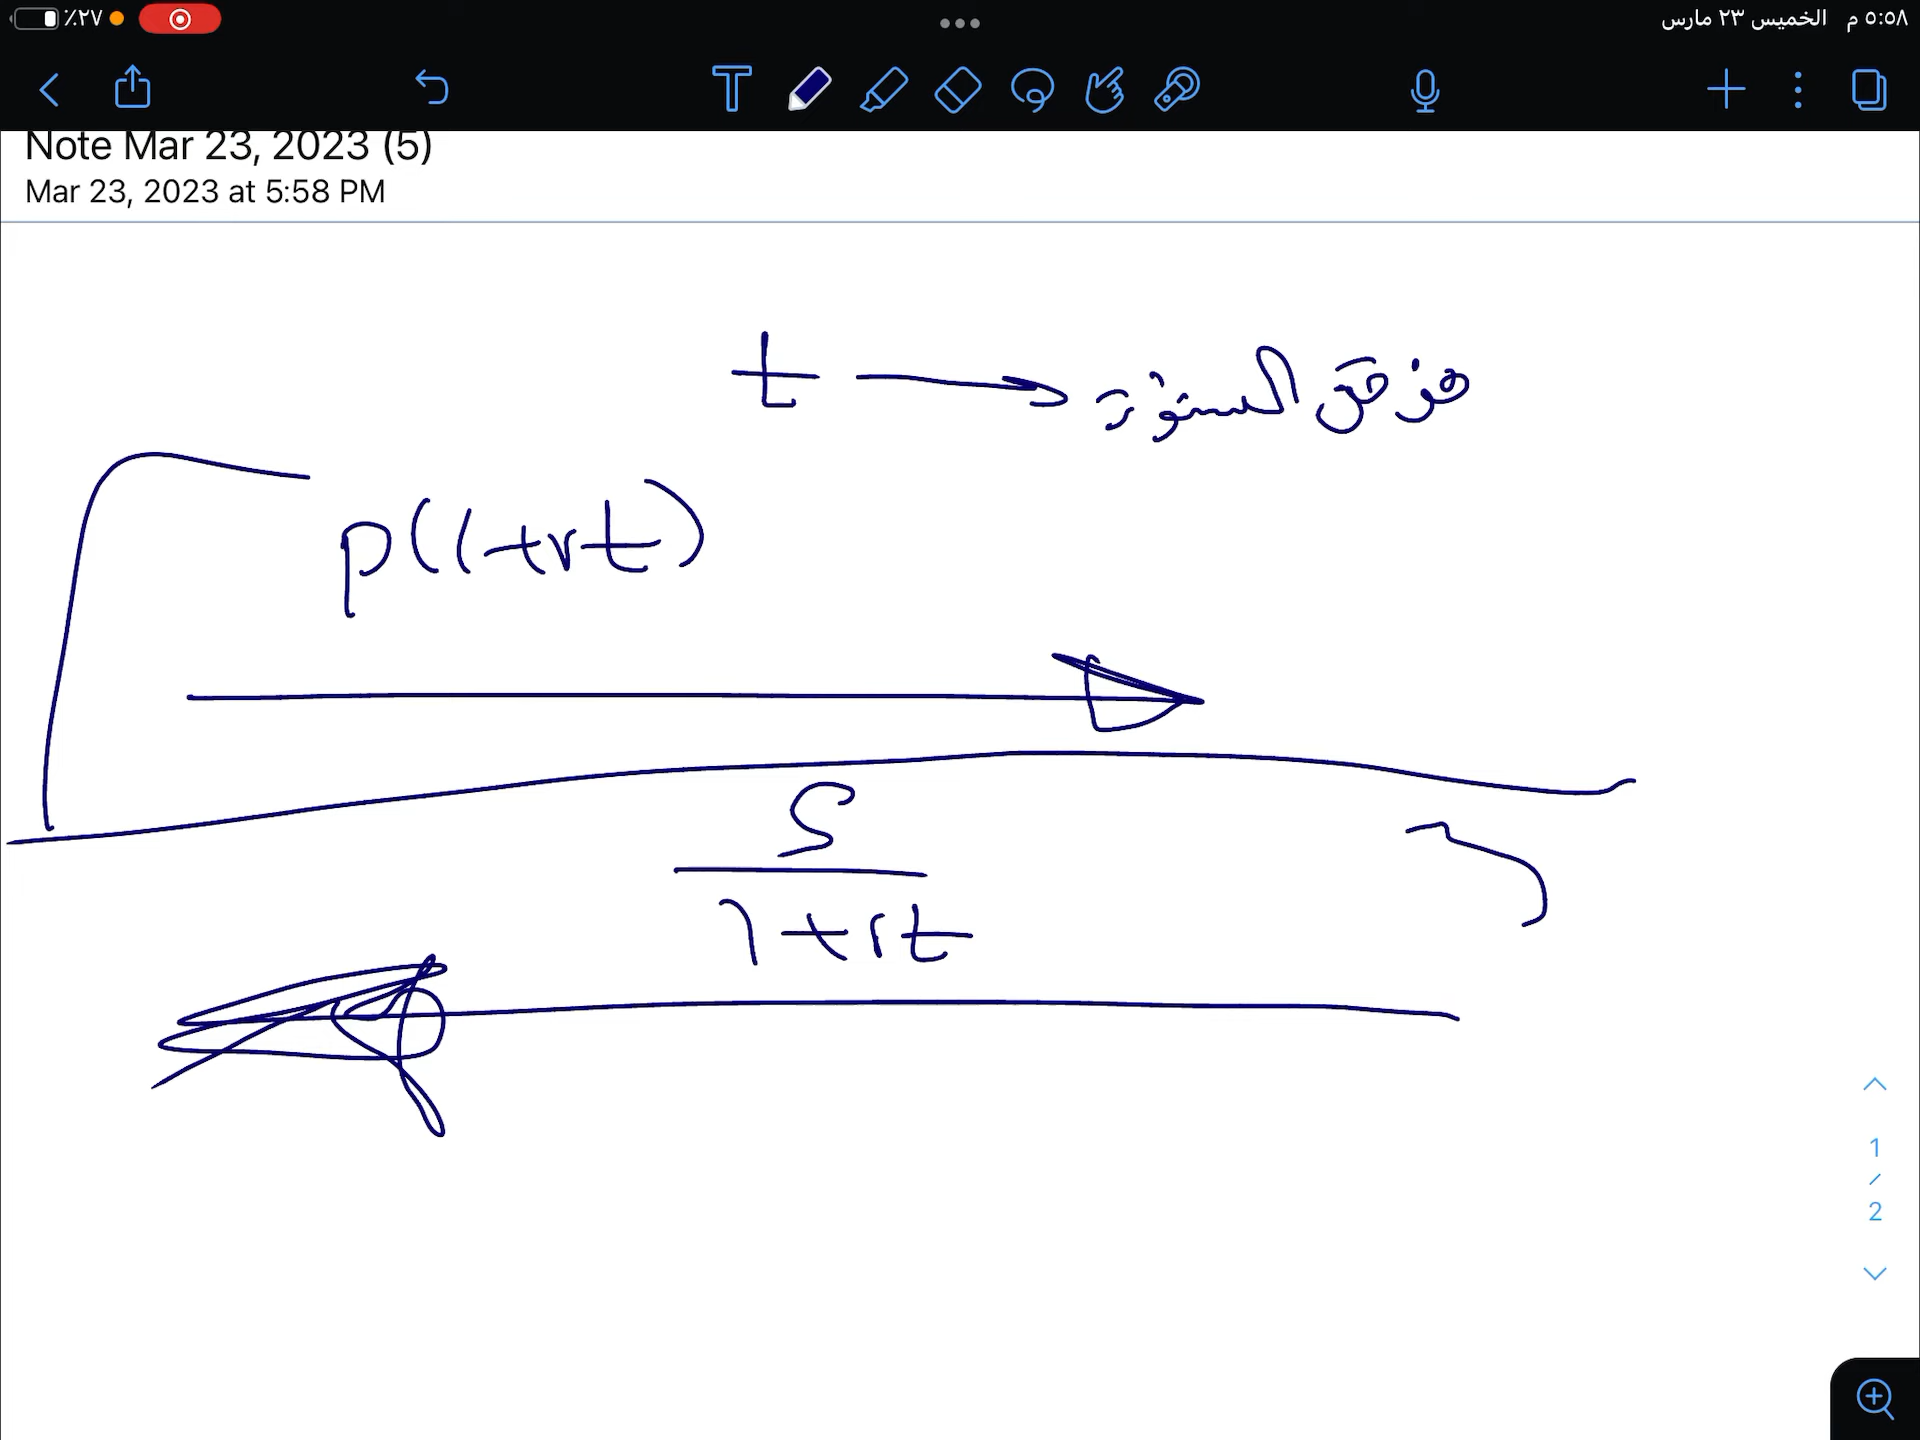 ٪٢٧
٥:٥٨ م الخميس ٢٣ مارس
Note Mar 23, 2023 (5)
Mar 23, 2023 at 5:58 PM
t → فرق السنوات
p(1+rt)
S
1+rt
1
/
2